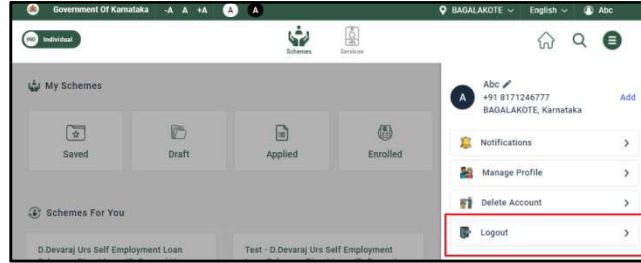 Government Of Karnataka -A A +A A A BAGALAKOTE English Abc
Individual Schemes Services
My Schemes
Saved Draft Applied Enrolled
Schemes For You
D.Devaraj Urs Self Employment Loan
Test - D.Devaraj Urs Self Employment
Abc
A +91 8171246777 Add
BAGALAKOTE, Karnataka
Notifications
Manage Profile
Delete Account
Logout